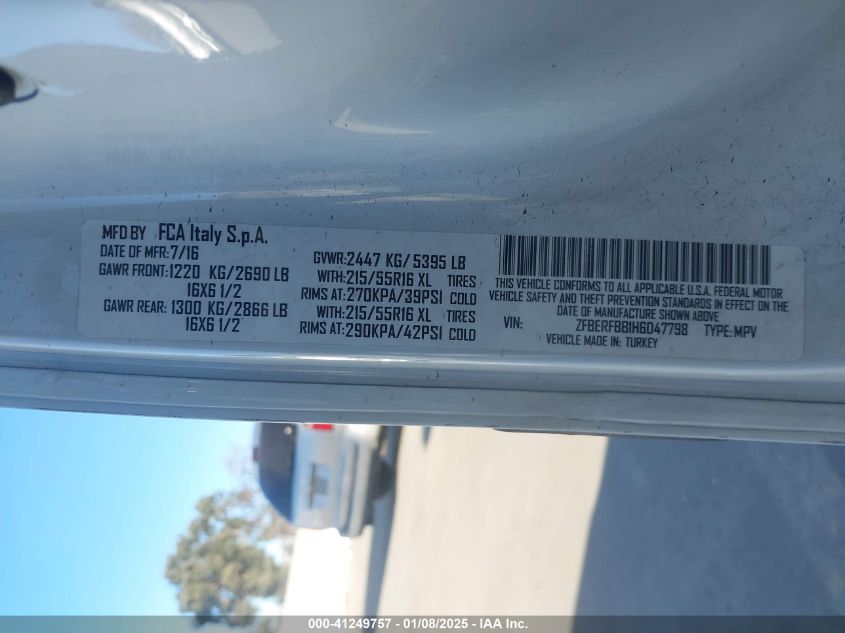 MFD BY FCA Italy S.p.A.
DATE OF MFR: 7/16
GAWR FRONT: 1220 KG/2690 LB
16X6 1/2
GAWR REAR: 1300 KG/2866 LB
16X6 1/2
GVWR: 2447 KG/ 5395 LB
WITH: 215/55R16 XL TIRES
RIMS AT: 270KPA/39PSI COLD
WITH: 215/55R16 XL TIRES
RIMS AT: 290KPA/42PSI COLD
THIS VEHICLE CONFORMS TO ALL APPLICABLE U.S.A. FEDERAL MOTOR
VEHICLE SAFETY AND THEFT PREVENTION STANDARDS IN EFFECT ON THE
DATE OF MANUFACTURE SHOWN ABOVE
VIN: ZFBERFBB1H6D47798 TYPE: MPV
VEHICLE MADE IN: TURKEY
000-41249757 - 01/08/2025 - IAA Inc.